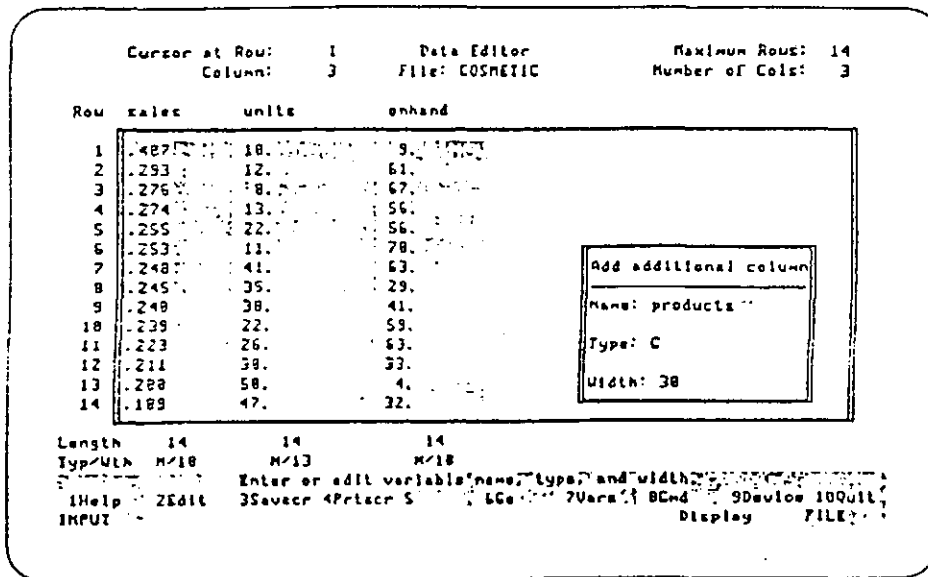 Cursor at Row: 1 Data Editor Maximum Rows: 14
Column: 3 File: COSMETIC Number of Cols: 3
Row sales units onhand
1 .487 18. 9.
2 .293 12. 61.
3 .276 8. 67.
4 .274 13. 56.
5 .255 22. 56.
6 .253 11. 78.
7 .248 41. 63.
8 .245 35. 29.
9 .240 38. 41.
10 .239 22. 59.
11 .223 26. 63.
12 .211 39. 33.
13 .200 50. 4.
14 .189 47. 32.
Add additional column
Name: products
Type: C
Width: 30
Length 14 14 14
Typ/Wth N/10 N/13 N/10
Enter or edit variable name, type, and width
1Help 2Edit 3Savscr 4Prtscr 5 6Go 7Vars 8Cmd 9Device 10Quit
INPUT Display FILE